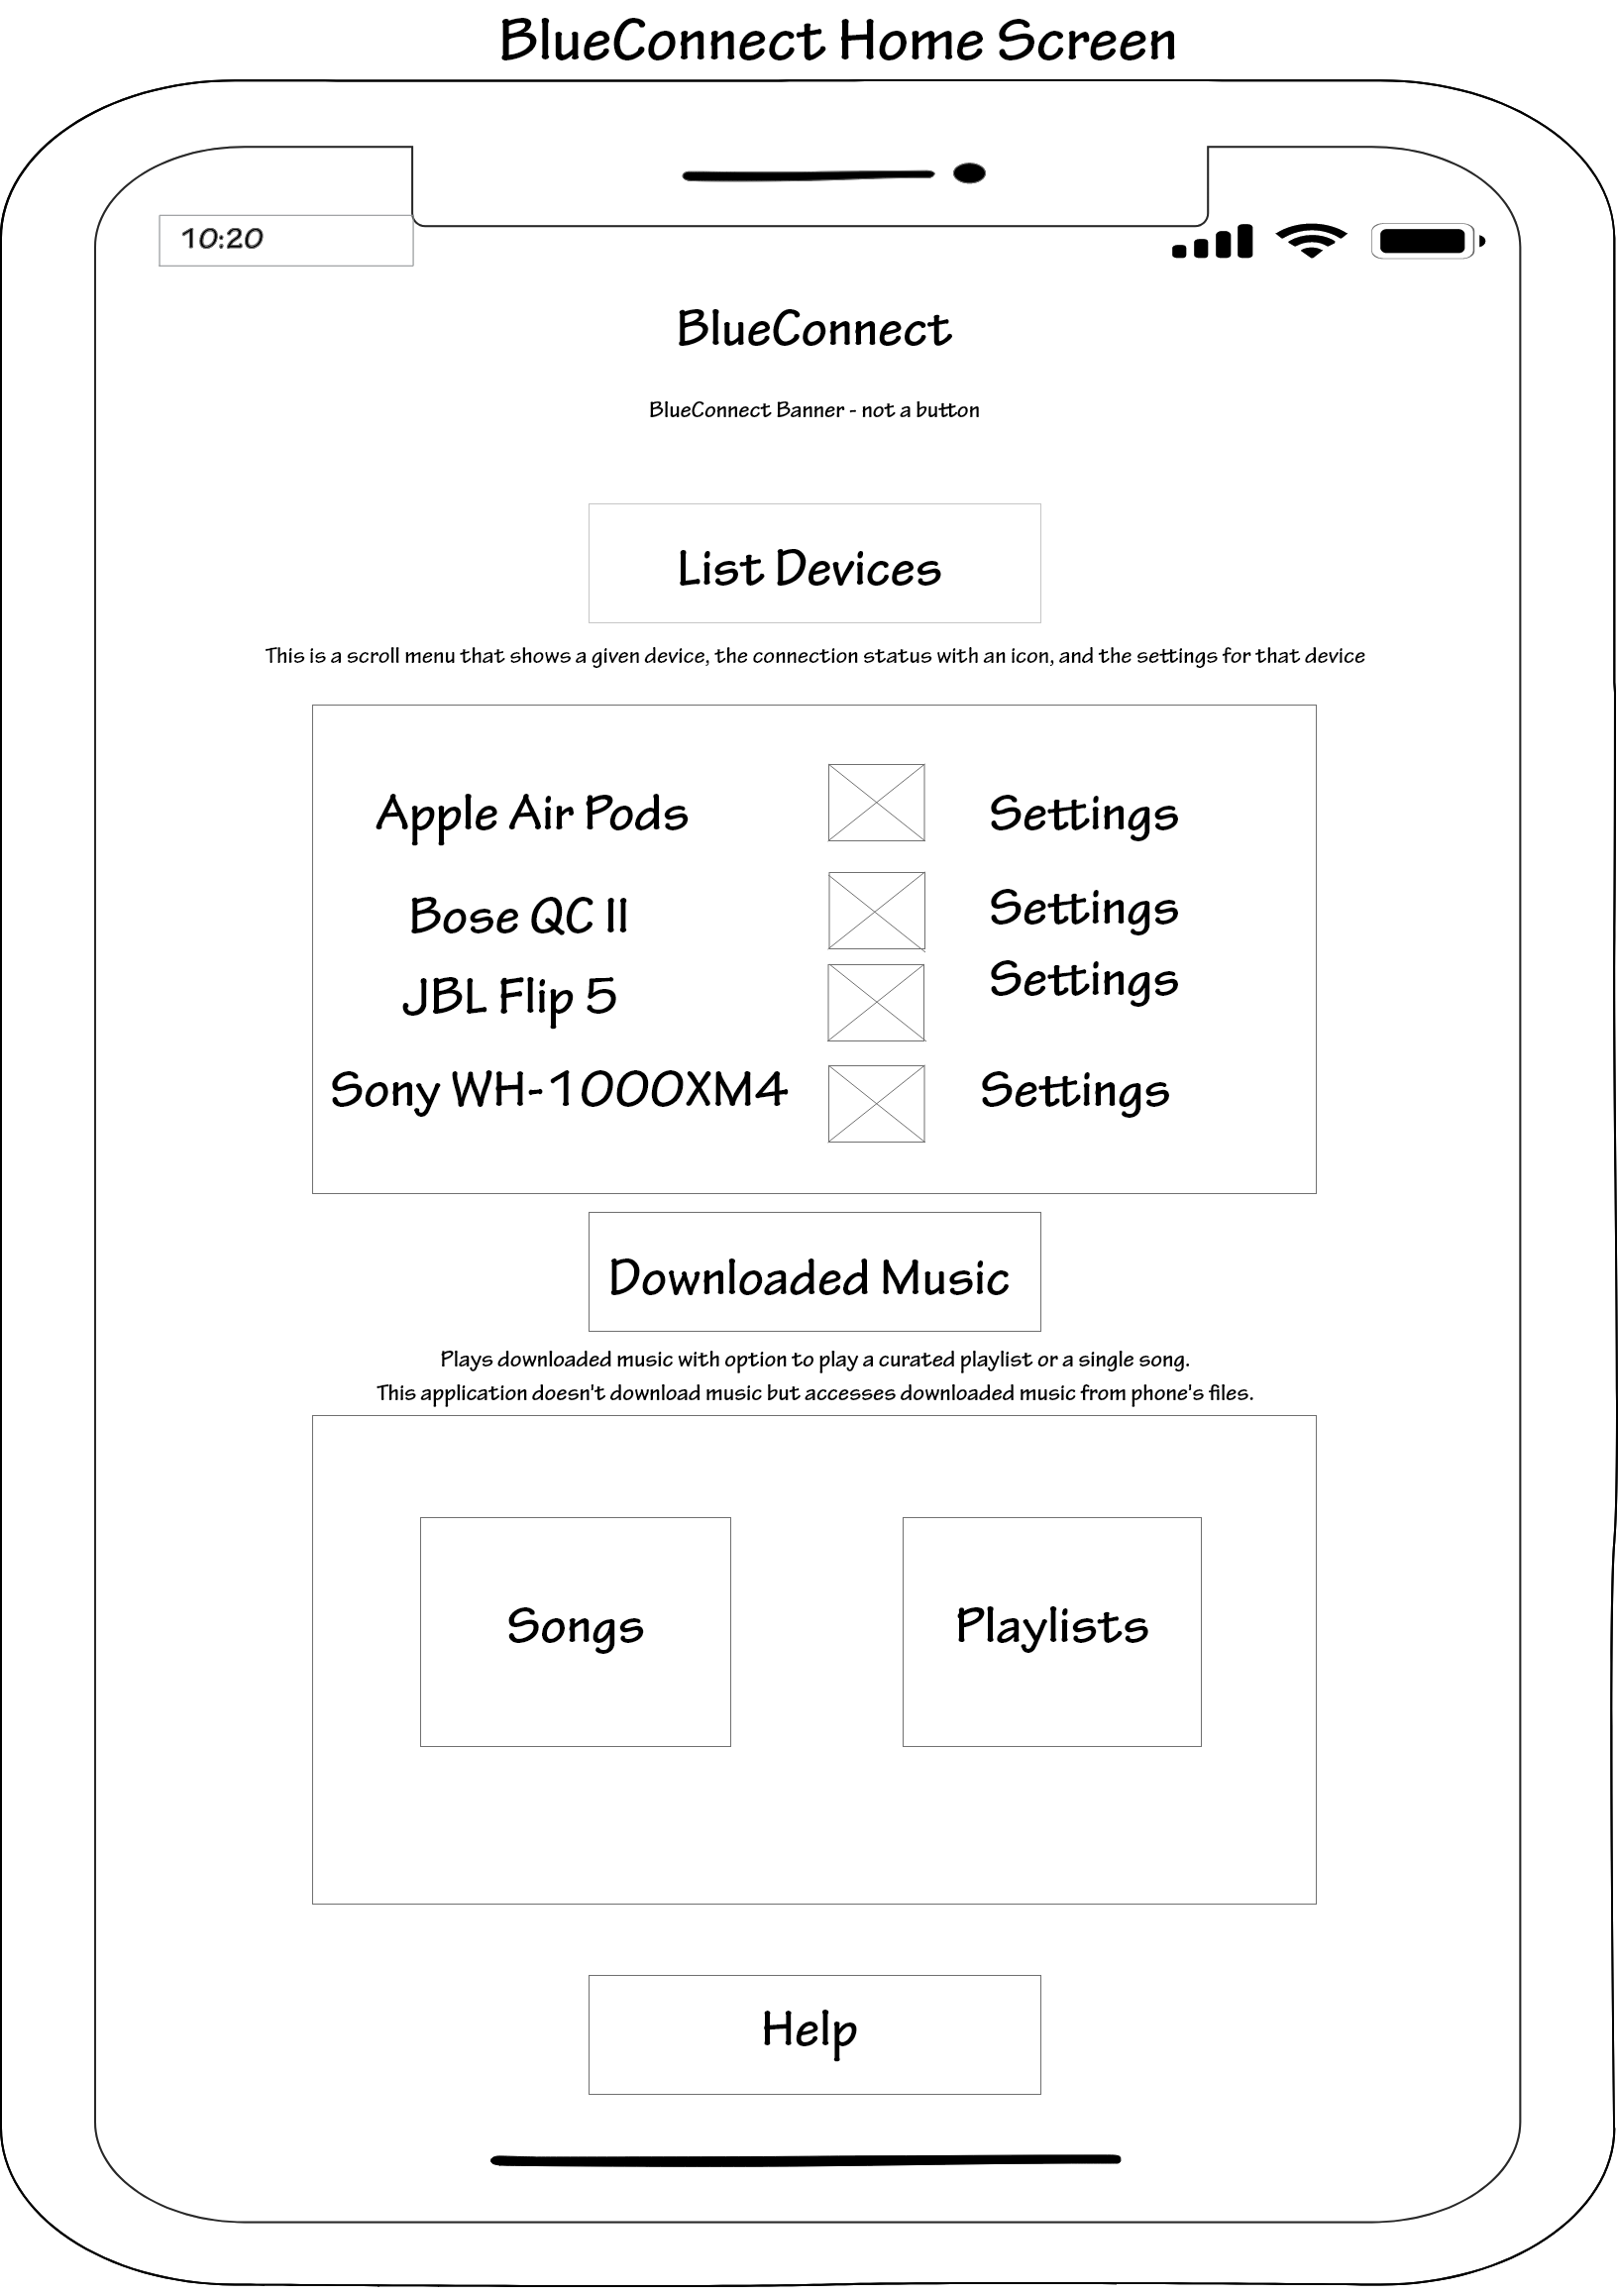 BlueConnect Home Screen
10:20
BlueConnect
BlueConnect Banner - not a button
List Devices
This is a scroll menu that shows a given device, the connection status with an icon, and the settings for that device
Apple Air Pods Settings
Bose QC II Settings
JBL Flip 5 Settings
Sony WH-1000XM4 Settings
Downloaded Music
Plays downloaded music with option to play a curated playlist or a single song.
This application doesn't download music but accesses downloaded music from phone's files.
Songs Playlists
Help